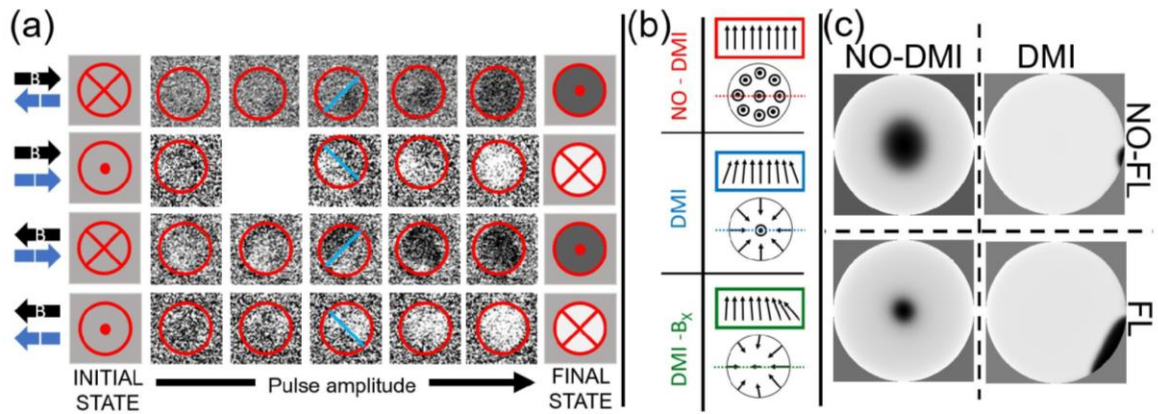 (a)
B
B
B
B
INITIAL
STATE
Pulse amplitude
FINAL
STATE
(b)
NO - DMI
DMI
DMI -BX
(c)
NO-DMI
DMI
NO-FL
FL